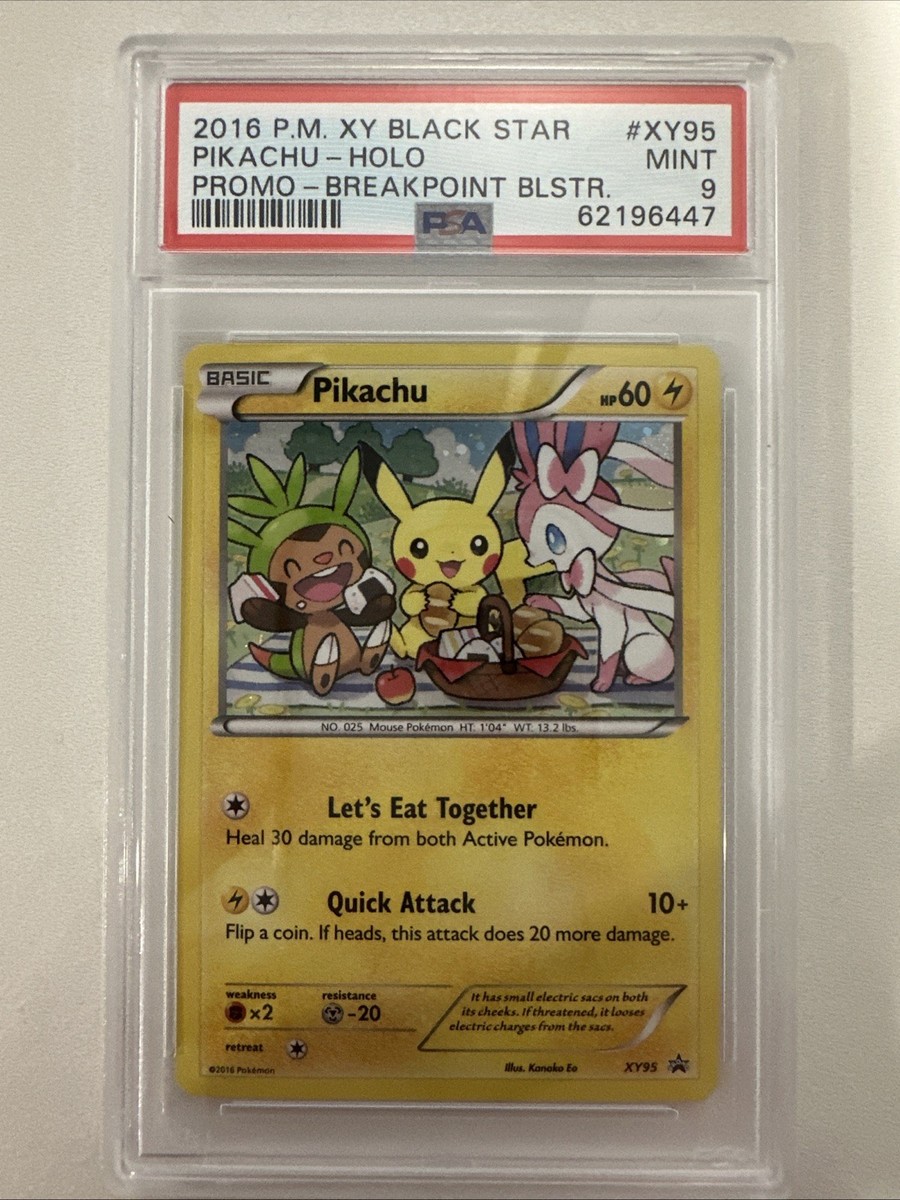 2016 P.M. XY BLACK STAR #XY95
PIKACHU - HOLO MINT
PROMO - BREAKPOINT BLSTR. 9
PSA 62196447
BASIC Pikachu HP60
NO. 025 Mouse Pokémon HT. 1'04" WT. 13.2 lbs.
Let's Eat Together
Heal 30 damage from both Active Pokémon.
Quick Attack 10+
Flip a coin. If heads, this attack does 20 more damage.
weakness resistance
×2 -20
It has small electric sacs on both
its cheeks. If threatened, it looses
electric charges from the sacs.
retreat
©2016 Pokémon Illus. Kanako Eo XY95